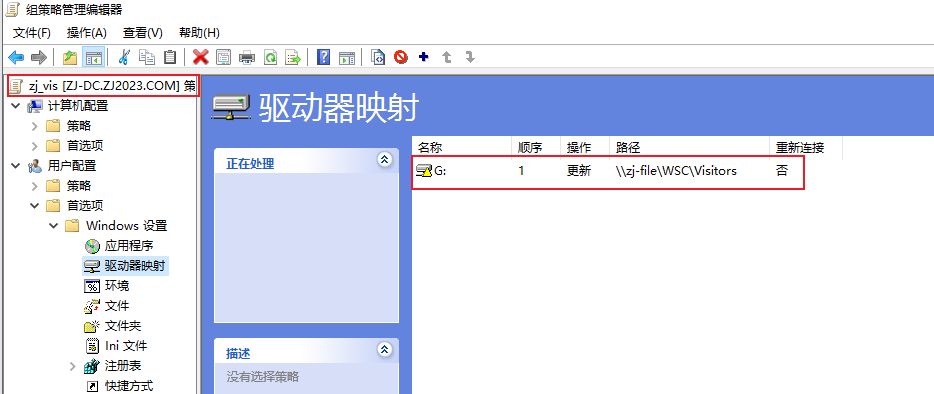 组策略管理编辑器
文件(F) 操作(A) 查看(V) 帮助(H)
zj_vis [ZJ-DC.ZJ2023.COM] 策
计算机配置
策略
首选项
用户配置
策略
首选项
Windows 设置
应用程序
驱动器映射
环境
文件
文件夹
Ini 文件
注册表
快捷方式
驱动器映射
正在处理
描述
没有选择策略
名称 顺序 操作 路径 重新连接
G: 1 更新 \\zj-file\WSC\Visitors 否